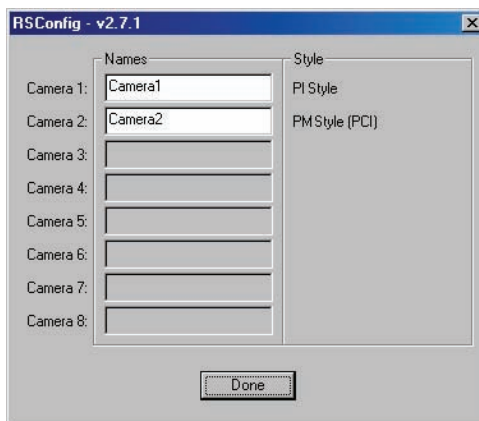 RSConfig - v2.7.1
Names Style
Camera 1: Camera1 PI Style
Camera 2: Camera2 PM Style (PCI)
Camera 3:
Camera 4:
Camera 5:
Camera 6:
Camera 7:
Camera 8:
Done